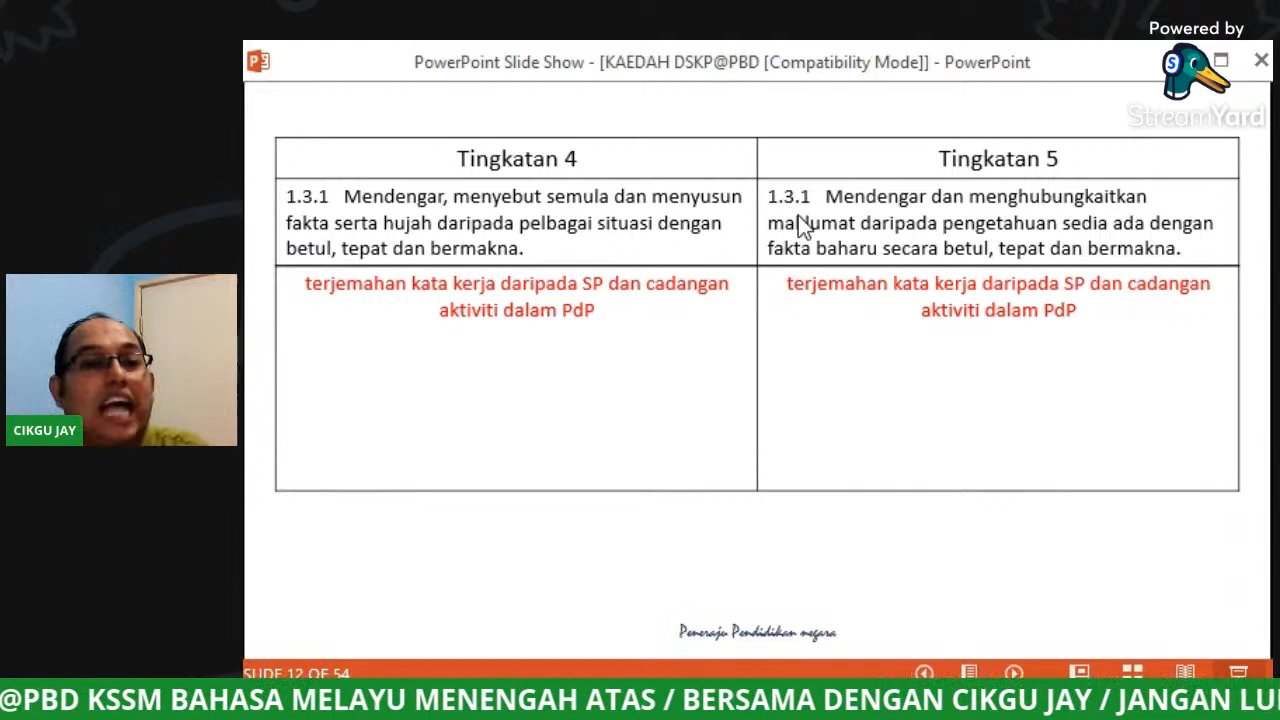 Powered by
StreamYard
PowerPoint Slide Show - [KAEDAH DSKP@PBD [Compatibility Mode]] - PowerPoint
Tingkatan 4
1.3.1 Mendengar, menyebut semula dan menyusun
fakta serta hujah daripada pelbagai situasi dengan
betul, tepat dan bermakna.
terjemahan kata kerja daripada SP dan cadangan
aktiviti dalam PdP
Tingkatan 5
1.3.1 Mendengar dan menghubungkaitkan
maklumat daripada pengetahuan sedia ada dengan
fakta baharu secara betul, tepat dan bermakna.
terjemahan kata kerja daripada SP dan cadangan
aktiviti dalam PdP
CIKGU JAY
Peneraju Pendidikan negara
SLIDE 12 OF 54
@PBD KSSM BAHASA MELAYU MENENGAH ATAS / BERSAMA DENGAN CIKGU JAY / JANGAN LU